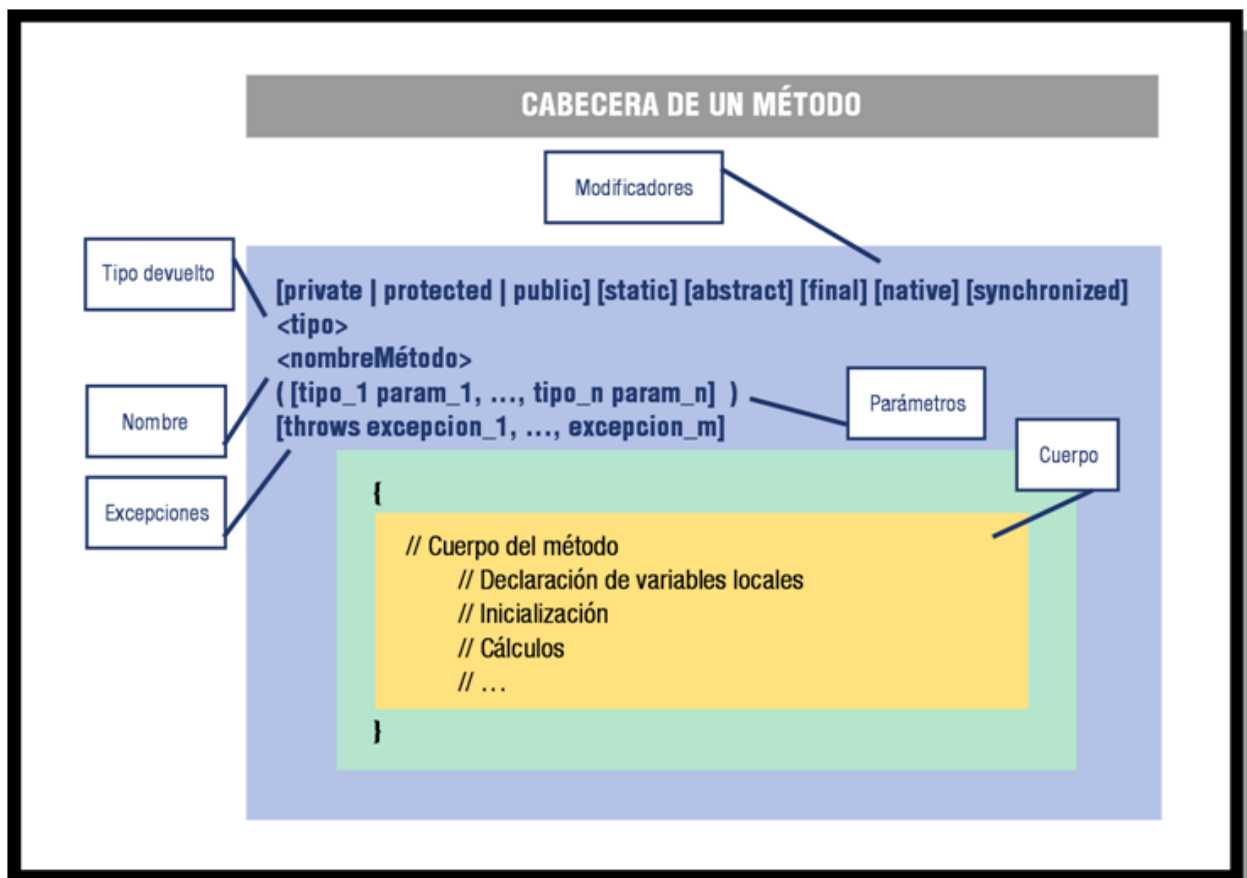 CABECERA DE UN MÉTODO
Modificadores
Tipo devuelto
[private | protected | public] [static] [abstract] [final] [native] [synchronized]
<tipo>
<nombreMétodo>
( [tipo_1 param_1, ..., tipo_n param_n] )
[throws excepcion_1, ..., excepcion_m]
Nombre
Parámetros
Cuerpo
Excepciones
{
// Cuerpo del método
// Declaración de variables locales
// Inicialización
// Cálculos
// ...
}